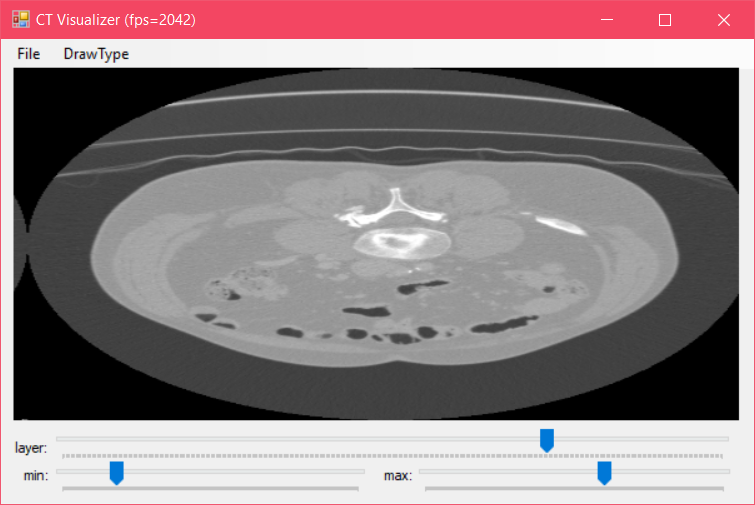 CT Visualizer (fps=2042)
File DrawType
layer:
min: max: